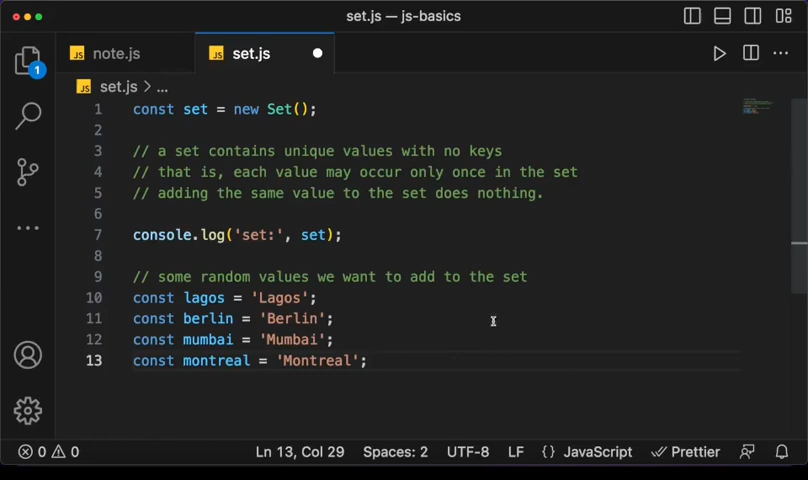 set.js — js-basics
JS note.js
JS set.js
1
JS set.js > ...
1 const set = new Set();
2
3 // a set contains unique values with no keys
4 // that is, each value may occur only once in the set
5 // adding the same value to the set does nothing.
6
7 console.log('set:', set);
8
9 // some random values we want to add to the set
10 const lagos = 'Lagos';
11 const berlin = 'Berlin';
12 const mumbai = 'Mumbai';
13 const montreal = 'Montreal';
0 0 Ln 13, Col 29 Spaces: 2 UTF-8 LF {} JavaScript Prettier